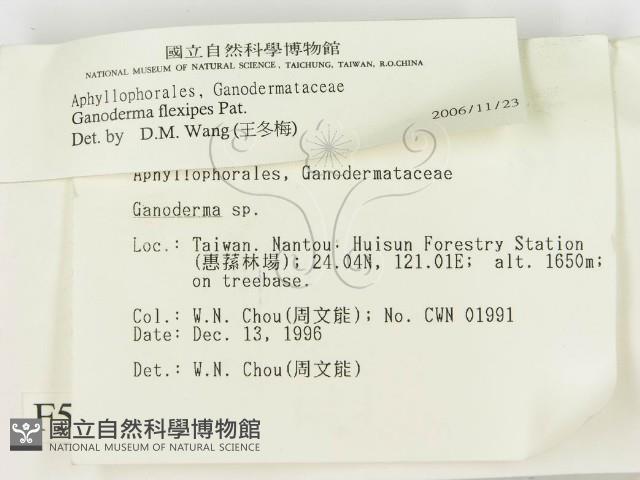 國立自然科學博物館
NATIONAL MUSEUM OF NATURAL SCIENCE, TAICHUNG, TAIWAN, R.O.CHINA
Aphyllophorales, Ganodermataceae
Ganoderma flexipes Pat.
Det. by D.M. Wang (王冬梅)
2006/11/23
Aphyllophorales, Ganodermataceae
Ganoderma sp.
Loc.: Taiwan. Nantou. Huisun Forestry Station
(惠蓀林場); 24.04N, 121.01E; alt. 1650m;
on treebase.
Col.: W.N. Chou(周文能); No. CWN 01991
Date: Dec. 13, 1996
Det.: W.N. Chou(周文能)
F5
國立自然科學博物館
NATIONAL MUSEUM OF NATURAL SCIENCE